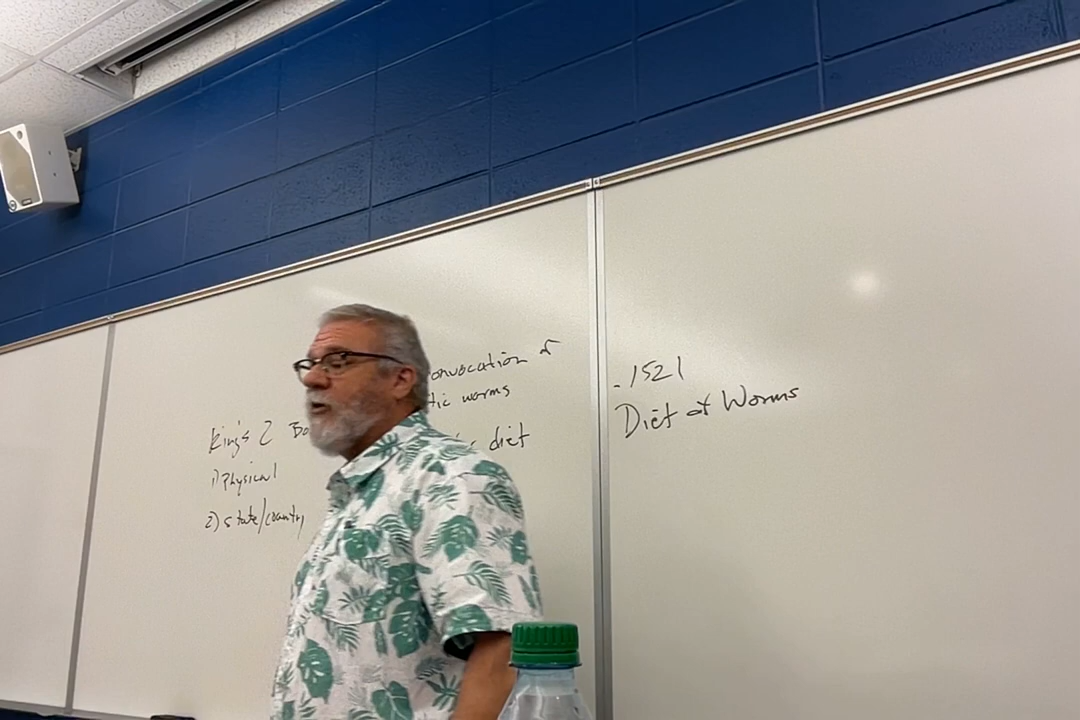 King's 2
1) Physical
2) state/country
onvocation of
tic worms
diet
- 1521
Diet of Worms